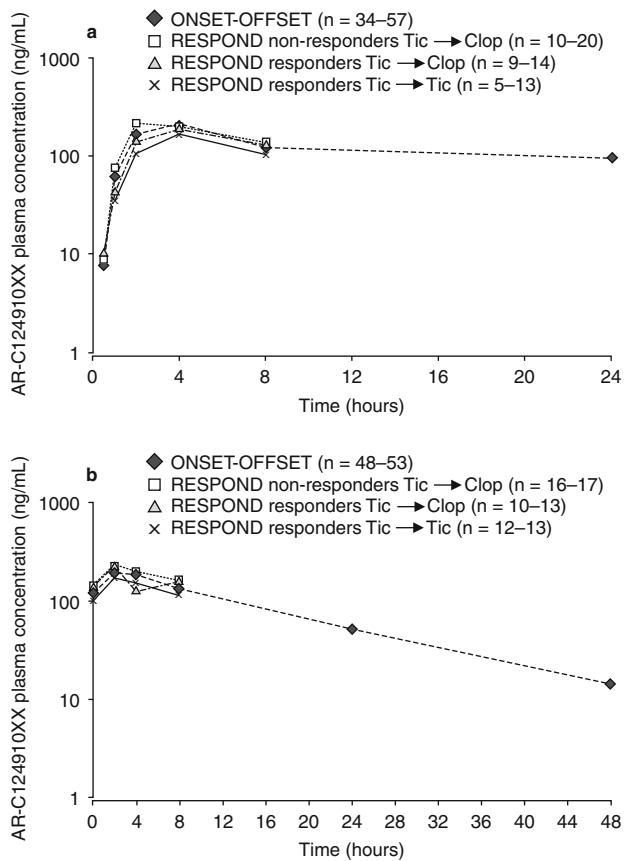 a
ONSET-OFFSET (n = 34–57)
RESPOND non-responders Tic → Clop (n = 10–20)
RESPOND responders Tic → Clop (n = 9–14)
RESPOND responders Tic → Tic (n = 5–13)
AR-C124910XX plasma concentration (ng/mL)
1000
100
10
1
0 4 8 12 16 20 24
Time (hours)
b
ONSET-OFFSET (n = 48–53)
RESPOND non-responders Tic → Clop (n = 16–17)
RESPOND responders Tic → Clop (n = 10–13)
RESPOND responders Tic → Tic (n = 12–13)
AR-C124910XX plasma concentration (ng/mL)
1000
100
10
1
0 4 8 16 20 24 28 32 36 40 44 48
Time (hours)